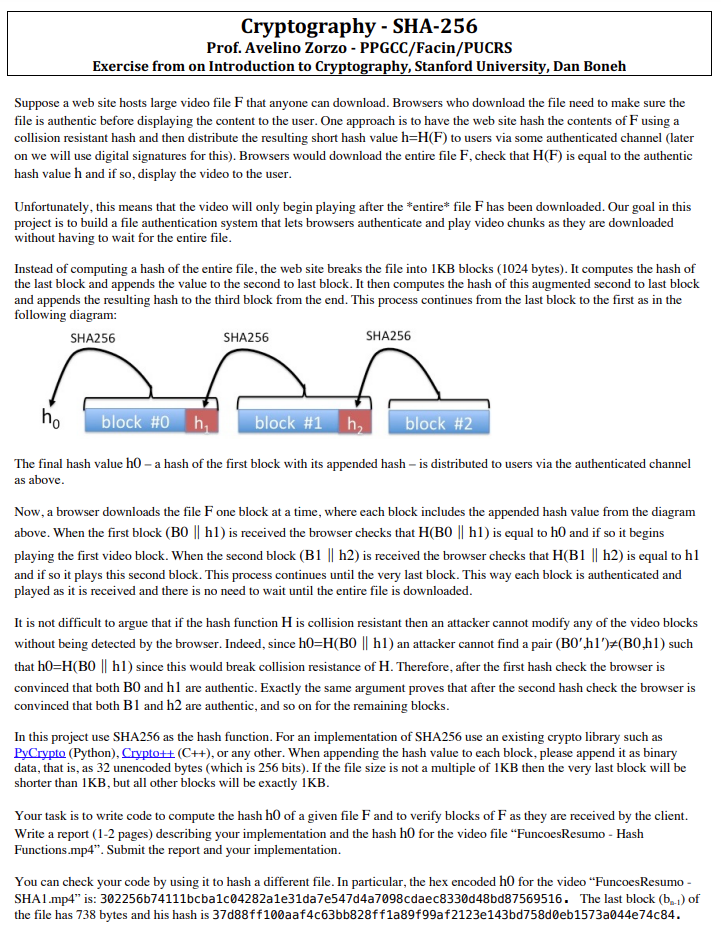 Cryptography - SHA-256
Prof. Avelino Zorzo - PPGCC/Facin/PUCRS
Exercise from on Introduction to Cryptography, Stanford University, Dan Boneh
Suppose a web site hosts large video file F that anyone can download. Browsers who download the file need to make sure the
file is authentic before displaying the content to the user. One approach is to have the web site hash the contents of F using a
collision resistant hash and then distribute the resulting short hash value h=H(F) to users via some authenticated channel (later
on we will use digital signatures for this). Browsers would download the entire file F, check that H(F) is equal to the authentic
hash value h and if so, display the video to the user.
Unfortunately, this means that the video will only begin playing after the *entire* file F has been downloaded. Our goal in this
project is to build a file authentication system that lets browsers authenticate and play video chunks as they are downloaded
without having to wait for the entire file.
Instead of computing a hash of the entire file, the web site breaks the file into 1KB blocks (1024 bytes). It computes the hash of
the last block and appends the value to the second to last block. It then computes the hash of this augmented second to last block
and appends the resulting hash to the third block from the end. This process continues from the last block to the first as in the
following diagram:
SHA256 SHA256 SHA256
h0 block #0 h1 block #1 h2 block #2
The final hash value h0 – a hash of the first block with its appended hash – is distributed to users via the authenticated channel
as above.
Now, a browser downloads the file F one block at a time, where each block includes the appended hash value from the diagram
above. When the first block (B0 ǁ h1) is received the browser checks that H(B0 ǁ h1) is equal to h0 and if so it begins
playing the first video block. When the second block (B1 ǁ h2) is received the browser checks that H(B1 ǁ h2) is equal to h1
and if so it plays this second block. This process continues until the very last block. This way each block is authenticated and
played as it is received and there is no need to wait until the entire file is downloaded.
It is not difficult to argue that if the hash function H is collision resistant then an attacker cannot modify any of the video blocks
without being detected by the browser. Indeed, since h0=H(B0 ǁ h1) an attacker cannot find a pair (B0′,h1′)≠(B0,h1) such
that h0=H(B0 ǁ h1) since this would break collision resistance of H. Therefore, after the first hash check the browser is
convinced that both B0 and h1 are authentic. Exactly the same argument proves that after the second hash check the browser is
convinced that both B1 and h2 are authentic, and so on for the remaining blocks.
In this project use SHA256 as the hash function. For an implementation of SHA256 use an existing crypto library such as
PyCrypto (Python), Crypto++ (C++), or any other. When appending the hash value to each block, please append it as binary
data, that is, as 32 unencoded bytes (which is 256 bits). If the file size is not a multiple of 1KB then the very last block will be
shorter than 1KB, but all other blocks will be exactly 1KB.
Your task is to write code to compute the hash h0 of a given file F and to verify blocks of F as they are received by the client.
Write a report (1-2 pages) describing your implementation and the hash h0 for the video file “FuncoesResumo - Hash
Functions.mp4”. Submit the report and your implementation.
You can check your code by using it to hash a different file. In particular, the hex encoded h0 for the video “FuncoesResumo -
SHA1.mp4” is: 302256b74111bcba1c04282a1e31da7e547d4a7098cdaec8330d48bd87569516. The last block (bn-1) of
the file has 738 bytes and his hash is 37d88ff100aaf4c63bb828ff1a89f99af2123e143bd758d0eb1573a044e74c84.